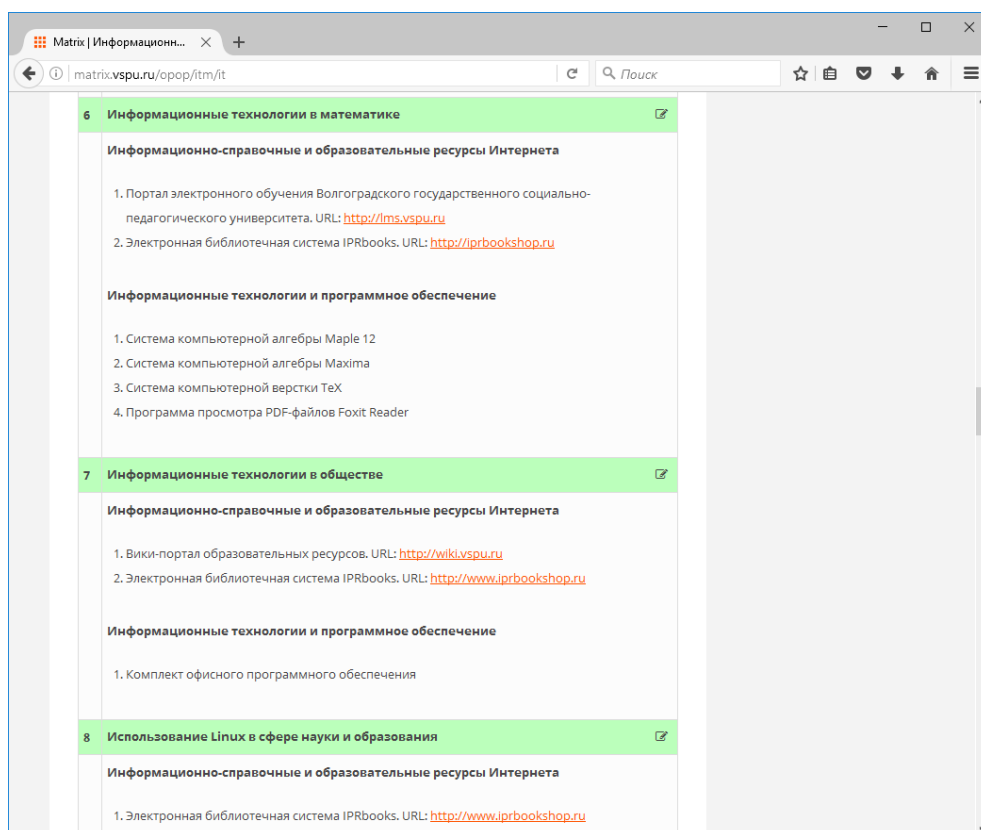 Matrix | Информационн...
matrix.vspu.ru/opop/itm/it
Поиск
6 Информационные технологии в математике
Информационно-справочные и образовательные ресурсы Интернета
1. Портал электронного обучения Волгоградского государственного социально-
педагогического университета. URL: http://lms.vspu.ru
2. Электронная библиотечная система IPRbooks. URL: http://iprbookshop.ru
Информационные технологии и программное обеспечение
1. Система компьютерной алгебры Maple 12
2. Система компьютерной алгебры Maxima
3. Система компьютерной верстки TeX
4. Программа просмотра PDF-файлов Foxit Reader
7 Информационные технологии в обществе
Информационно-справочные и образовательные ресурсы Интернета
1. Вики-портал образовательных ресурсов. URL: http://wiki.vspu.ru
2. Электронная библиотечная система IPRbooks. URL: http://www.iprbookshop.ru
Информационные технологии и программное обеспечение
1. Комплект офисного программного обеспечения
8 Использование Linux в сфере науки и образования
Информационно-справочные и образовательные ресурсы Интернета
1. Электронная библиотечная система IPRbooks. URL: http://www.iprbookshop.ru